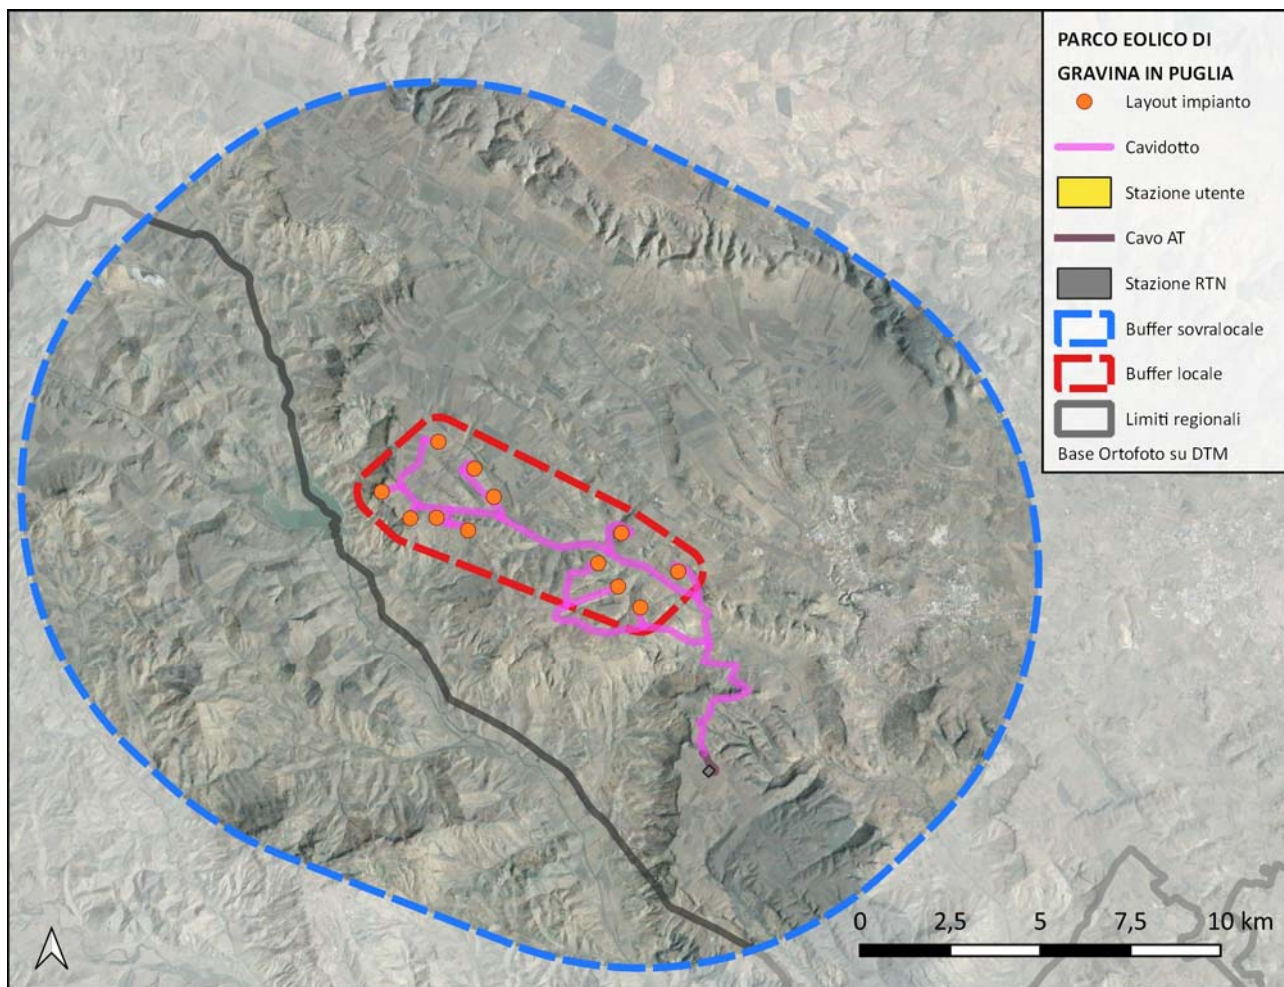 PARCO EOLICO DI
GRAVINA IN PUGLIA
Layout impianto
Cavidotto
Stazione utente
Cavo AT
Stazione RTN
Buffer sovralocale
Buffer locale
Limiti regionali
Base Ortofoto su DTM
0 2,5 5 7,5 10 km